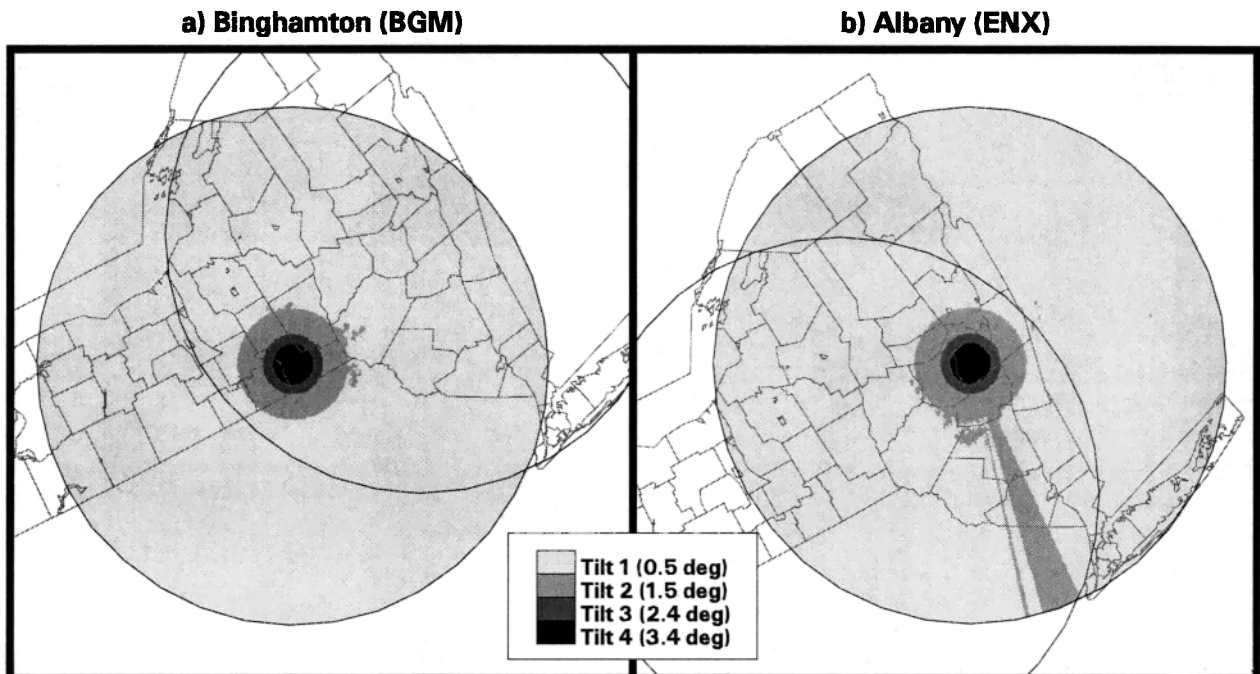 a) Binghamton (BGM)
b) Albany (ENX)
Tilt 1 (0.5 deg)
Tilt 2 (1.5 deg)
Tilt 3 (2.4 deg)
Tilt 4 (3.4 deg)